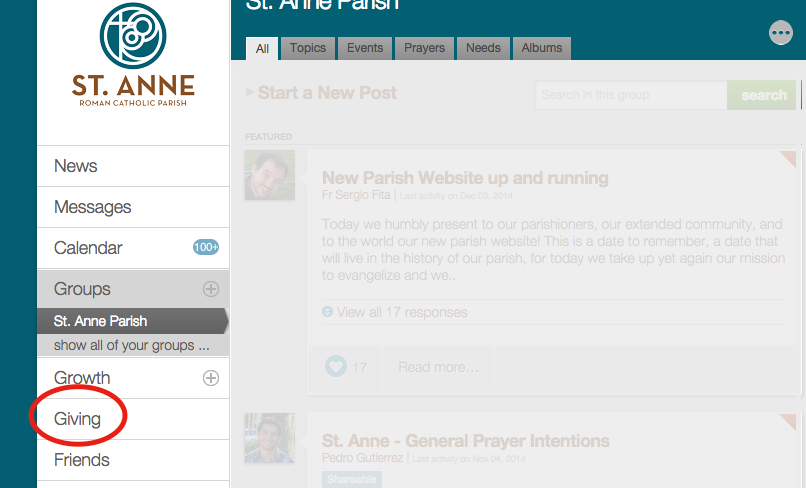 St. Anne Parish
ST. ANNE
ROMAN CATHOLIC PARISH
News
Messages
Calendar 100+
Groups
St. Anne Parish
show all of your groups ...
Growth
Giving
Friends
All Topics Events Prayers Needs Albums
Start a New Post
Search in this group search
FEATURED
New Parish Website up and running
Fr Sergio Fita | Last activity on Dec 03, 2014
Today we humbly present to our parishioners, our extended community, and
to the world our new parish website! This is a date to remember, a date that
will live in the history of our parish, for today we take up yet again our mission
to evangelize and we..
View all 17 responses
17 Read more...
St. Anne - General Prayer Intentions
Pedro Gutierrez | Last activity on Nov 04, 2014
Shareable